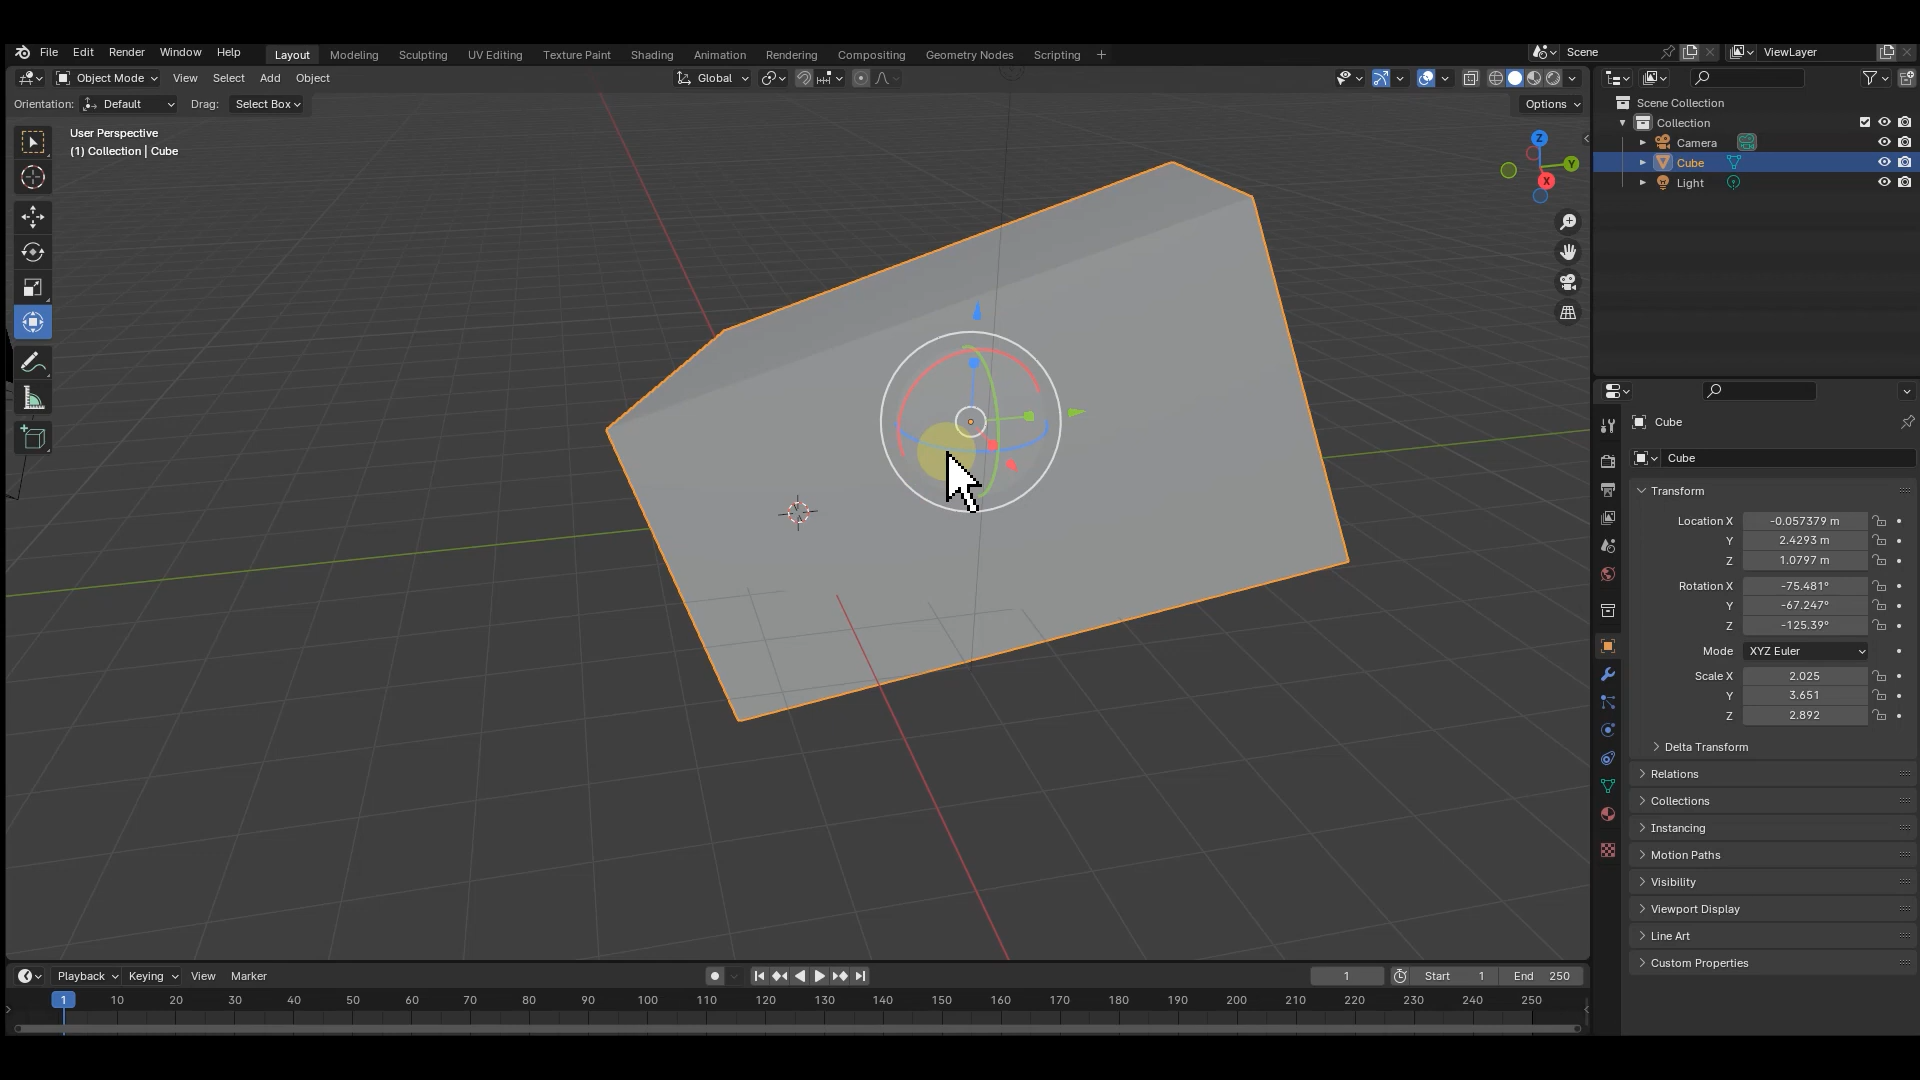 File Edit Render Window Help Layout Modeling Sculpting UV Editing Texture Paint Shading Animation Rendering Compositing Geometry Nodes Scripting + Scene ViewLayer
Object Mode View Select Add Object Global
Orientation: Default Drag: Select Box Options
User Perspective
(1) Collection | Cube
Z
Y
X
Scene Collection
Collection
Camera
Cube
Light
Cube
Cube
Transform
Location X -0.057379 m
Y 2.4293 m
Z 1.0797 m
Rotation X -75.481°
Y -67.247°
Z -125.39°
Mode XYZ Euler
Scale X 2.025
Y 3.651
Z 2.892
Delta Transform
Relations
Collections
Instancing
Motion Paths
Visibility
Viewport Display
Line Art
Custom Properties
Playback Keying View Marker 1 Start 1 End 250
1 10 20 30 40 50 60 70 80 90 100 110 120 130 140 150 160 170 180 190 200 210 220 230 240 250